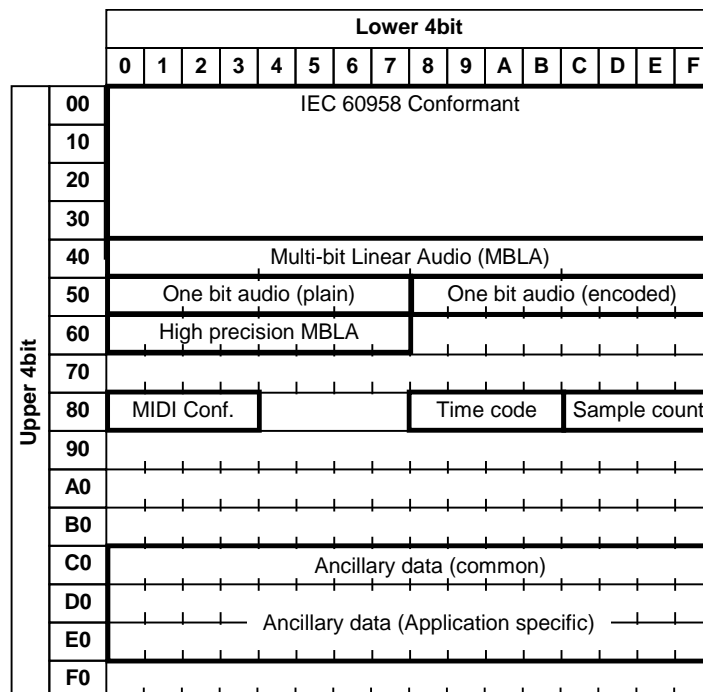 Lower 4bit
0 1 2 3 4 5 6 7 8 9 A B C D E F
Upper 4bit
00 IEC 60958 Conformant
10
20
30
40 Multi-bit Linear Audio (MBLA)
50 One bit audio (plain) One bit audio (encoded)
60 High precision MBLA
70
80 MIDI Conf. Time code Sample count
90
A0
B0
C0 Ancillary data (common)
D0
Ancillary data (Application specific)
E0
F0